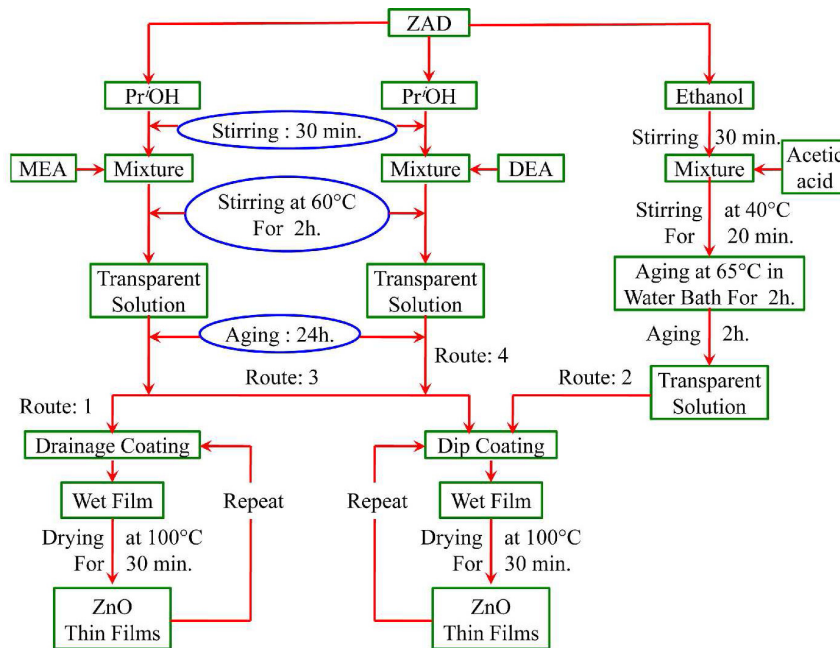 ZAD
PrⁱOH
PrⁱOH
Ethanol
Stirring : 30 min.
Stirring 30 min.
MEA
Mixture
Mixture
DEA
Mixture
Acetic
acid
Stirring at 60°C
For 2h.
Stirring at 40°C
For 20 min.
Transparent
Solution
Transparent
Solution
Aging at 65°C in
Water Bath For 2h.
Aging : 24h.
Aging 2h.
Route: 4
Route: 3
Route: 2
Transparent
Solution
Route: 1
Drainage Coating
Dip Coating
Wet Film
Repeat
Repeat
Wet Film
Drying at 100°C
For 30 min.
Drying at 100°C
For 30 min.
ZnO
Thin Films
ZnO
Thin Films